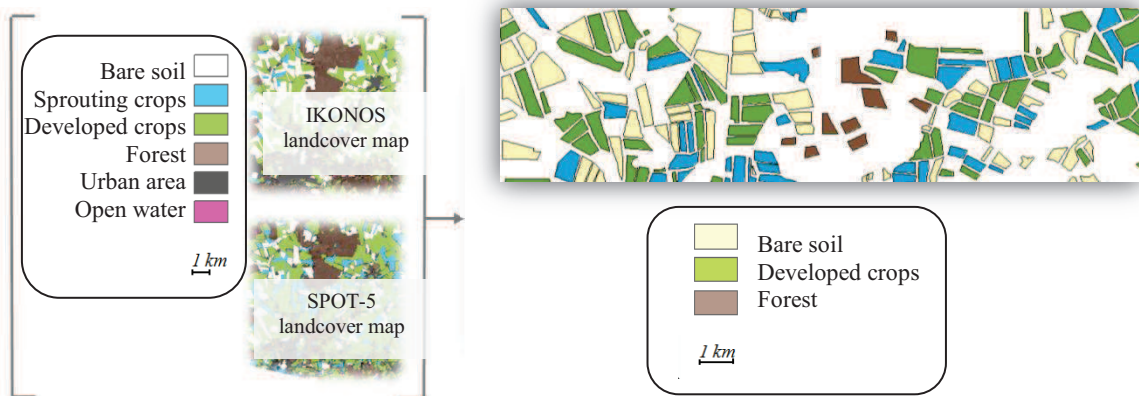 Bare soil
Sprouting crops
Developed crops
Forest
Urban area
Open water
1 km
IKONOS
landcover map
SPOT-5
landcover map
Bare soil
Developed crops
Forest
1 km